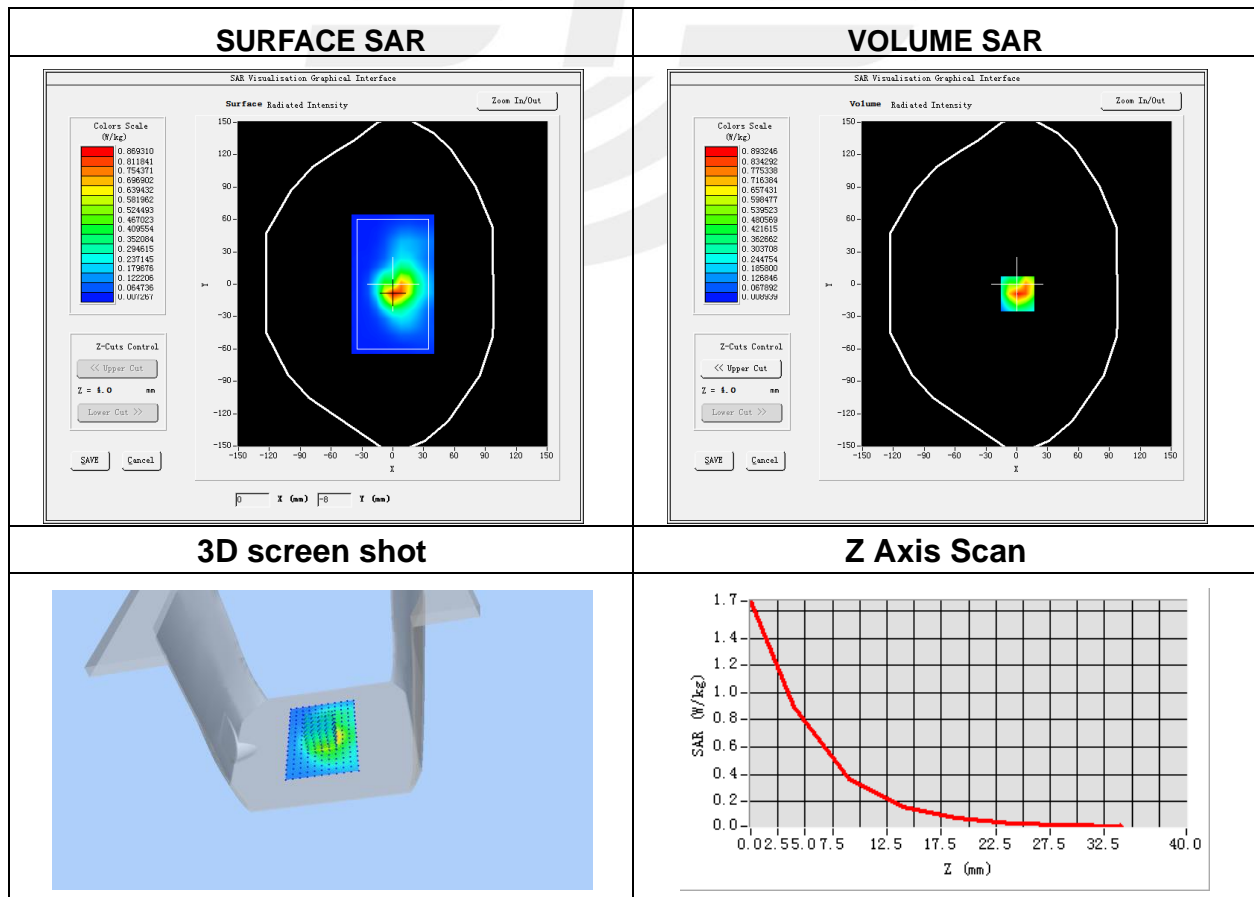 SURFACE SAR
VOLUME SAR
SAR Visualisation Graphical Interface
Surface Radiated Intensity
Zoom In/Out
Colors Scale
(W/kg)
0.869310
0.811841
0.754371
0.696902
0.639432
0.581962
0.524493
0.467023
0.409554
0.352084
0.294615
0.237145
0.179676
0.122206
0.064736
0.007267
150
120
90
60
30
0
-30
-60
-90
-120
-150
Y
-150 -120 -90 -60 -30 0 30 60 90 120 150
X
Z-Cuts Control
<< Upper Cut
Z = 4.0 mm
Lower Cut >>
SAVE Cancel
0 X (mm) -8 Y (mm)
SAR Visualisation Graphical Interface
Volume Radiated Intensity
Zoom In/Out
Colors Scale
(W/kg)
0.893246
0.834292
0.775338
0.716384
0.657431
0.598477
0.539523
0.480569
0.421615
0.362662
0.303708
0.244754
0.185800
0.126846
0.067892
0.008939
150
120
90
60
30
0
-30
-60
-90
-120
-150
Y
-150 -120 -90 -60 -30 0 30 60 90 120 150
X
Z-Cuts Control
<< Upper Cut
Z = 4.0 mm
Lower Cut >>
SAVE Cancel
3D screen shot
Z Axis Scan
1.7
1.4
1.2
1.0
0.8
0.6
0.4
0.2
0.0
SAR (W/kg)
0.0 2.5 5.0 7.5 12.5 17.5 22.5 27.5 32.5 40.0
Z (mm)